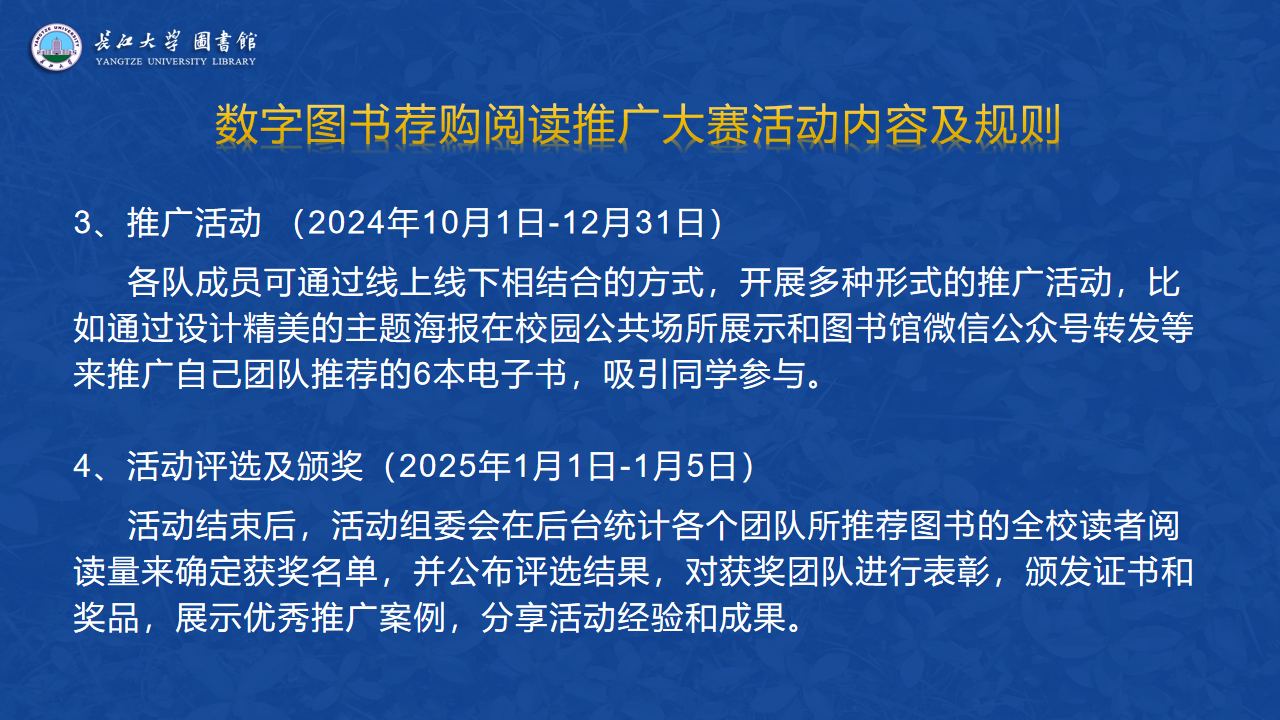 長江大学 圖書館
YANGTZE UNIVERSITY LIBRARY
数字图书荐购阅读推广大赛活动内容及规则
3、推广活动 （2024年10月1日-12月31日）
各队成员可通过线上线下相结合的方式，开展多种形式的推广活动，比
如通过设计精美的主题海报在校园公共场所展示和图书馆微信公众号转发等
来推广自己团队推荐的6本电子书，吸引同学参与。
4、活动评选及颁奖（2025年1月1日-1月5日）
活动结束后，活动组委会在后台统计各个团队所推荐图书的全校读者阅
读量来确定获奖名单，并公布评选结果，对获奖团队进行表彰，颁发证书和
奖品，展示优秀推广案例，分享活动经验和成果。